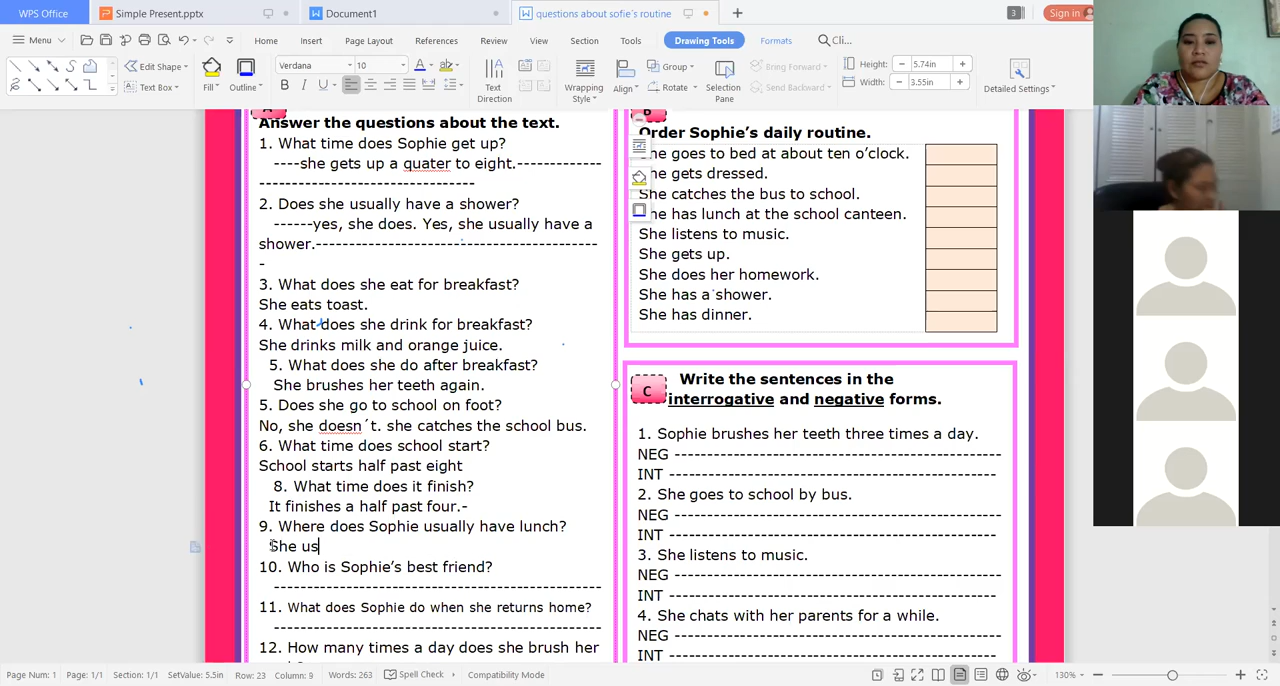 WPS Office
Simple Present.pptx
Document1
questions about sofie's routine
3
Sign in
Menu
Home
Insert
Page Layout
References
Review
View
Section
Tools
Drawing Tools
Formats
Cli...
Edit Shape
Text Box
Fill
Outline
Verdana
10
Text Direction
Wrapping Style
Align
Group
Rotate
Selection Pane
Bring Forward
Send Backward
Height: 5.74in
Width: 3.55in
Detailed Settings
A
Answer the questions about the text.
1. What time does Sophie get up?
----she gets up a quater to eight.--------------
-------------------------------
2. Does she usually have a shower?
------yes, she does. Yes, she usually have a
shower.----------------------------------------
-
3. What does she eat for breakfast?
She eats toast.
4. What does she drink for breakfast?
She drinks milk and orange juice.
5. What does she do after breakfast?
She brushes her teeth again.
5. Does she go to school on foot?
No, she doesn´t. she catches the school bus.
6. What time does school start?
School starts half past eight
8. What time does it finish?
It finishes a half past four.-
9. Where does Sophie usually have lunch?
She us
10. Who is Sophie's best friend?
----------------------------------------------
11. What does Sophie do when she returns home?
----------------------------------------------
12. How many times a day does she brush her
B
Order Sophie's daily routine.
She goes to bed at about ten o'clock.
She gets dressed.
She catches the bus to school.
She has lunch at the school canteen.
She listens to music.
She gets up.
She does her homework.
She has a shower.
She has dinner.
C
Write the sentences in the
interrogative and negative forms.
1. Sophie brushes her teeth three times a day.
NEG ---------------------------------------------
INT ----------------------------------------------
2. She goes to school by bus.
NEG ---------------------------------------------
INT ----------------------------------------------
3. She listens to music.
NEG ---------------------------------------------
INT ----------------------------------------------
4. She chats with her parents for a while.
NEG ---------------------------------------------
INT ----------------------------------------------
Page Num: 1
Page: 1/1
Section: 1/1
SetValue: 5.5in
Row: 23
Words: 269
Spell Check
Compatibility Mode
130%